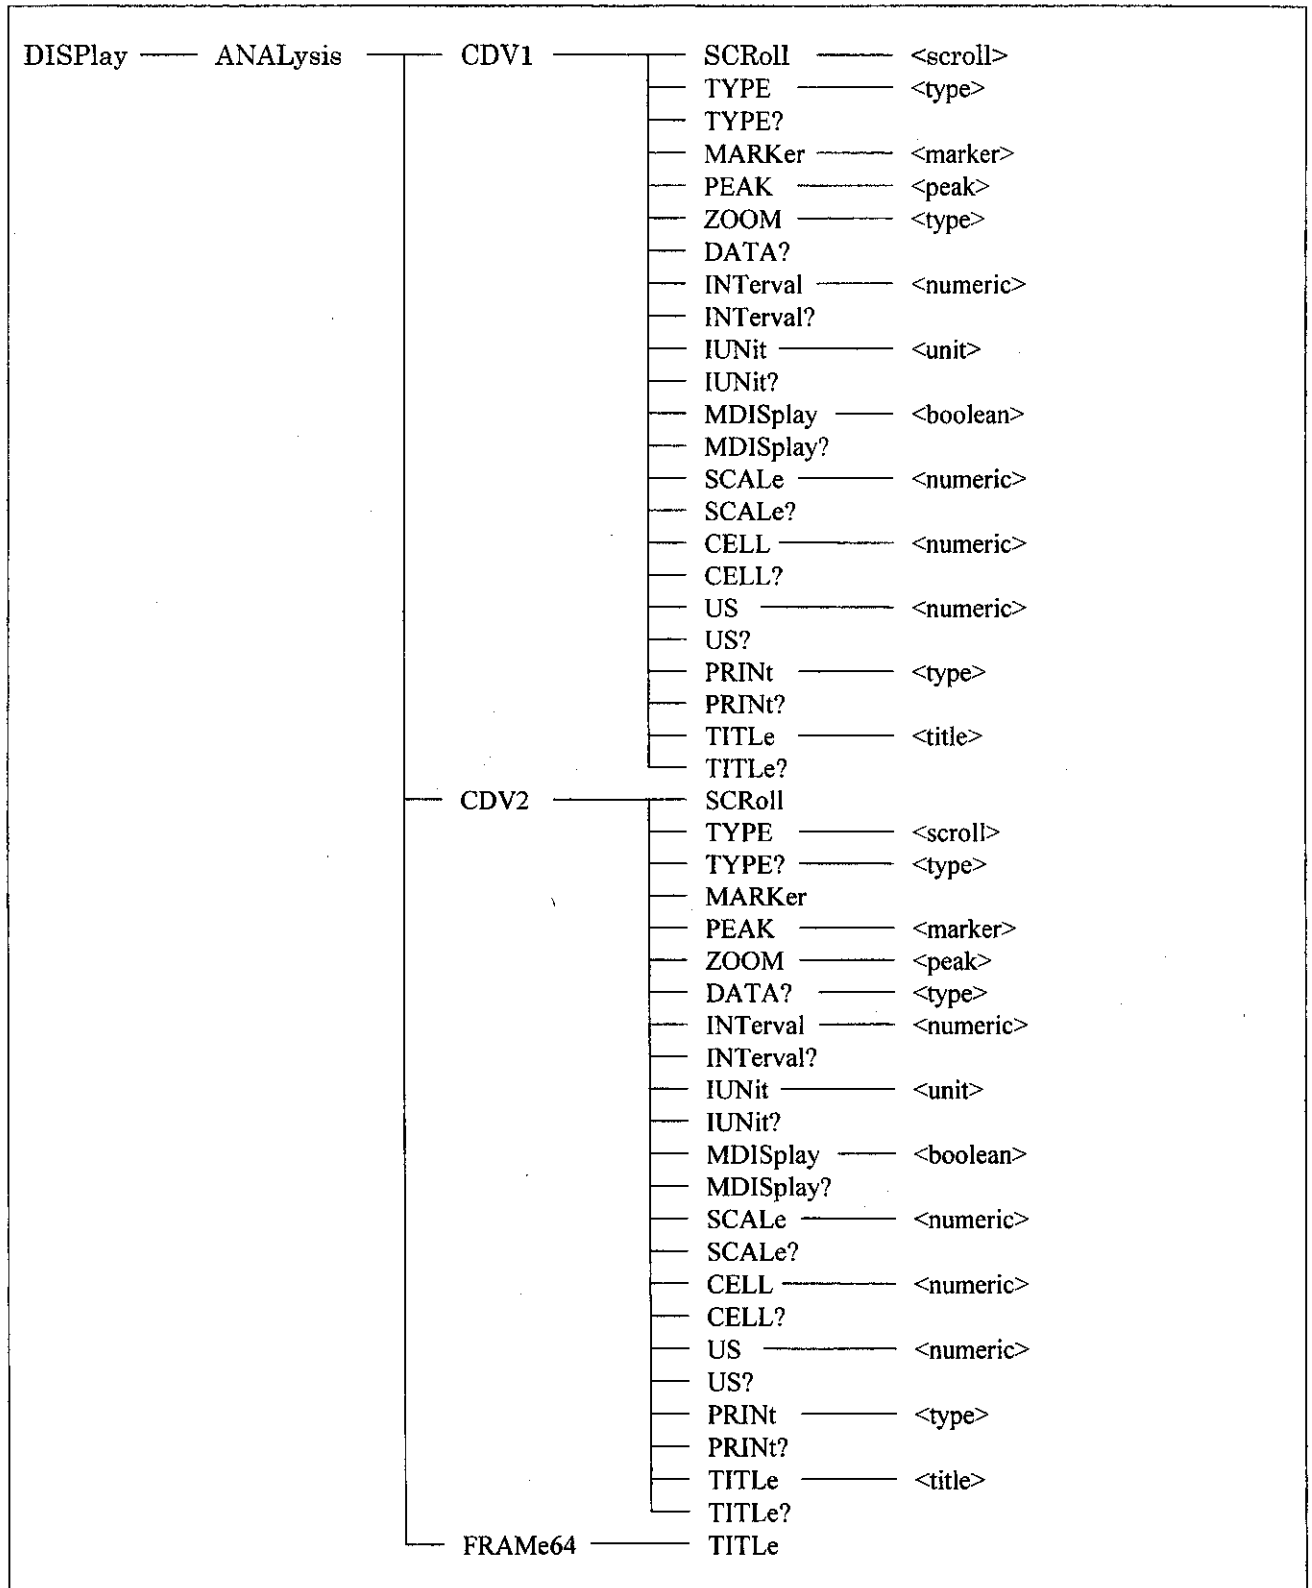 DISPlay ANALysis CDV1 SCRoll <scroll>
TYPE <type>
TYPE?
MARKer <marker>
PEAK <peak>
ZOOM <type>
DATA?
INTerval <numeric>
INTerval?
IUNit <unit>
IUNit?
MDISplay <boolean>
MDISplay?
SCALe <numeric>
SCALe?
CELL <numeric>
CELL?
US <numeric>
US?
PRINt <type>
PRINt?
TITLe <title>
TITLe?
CDV2 SCRoll
TYPE <scroll>
TYPE? <type>
MARKer
PEAK <marker>
ZOOM <peak>
DATA? <type>
INTerval <numeric>
INTerval?
IUNit <unit>
IUNit?
MDISplay <boolean>
MDISplay?
SCALe <numeric>
SCALe?
CELL <numeric>
CELL?
US <numeric>
US?
PRINt <type>
PRINt?
TITLe <title>
TITLe?
FRAMe64 TITLe